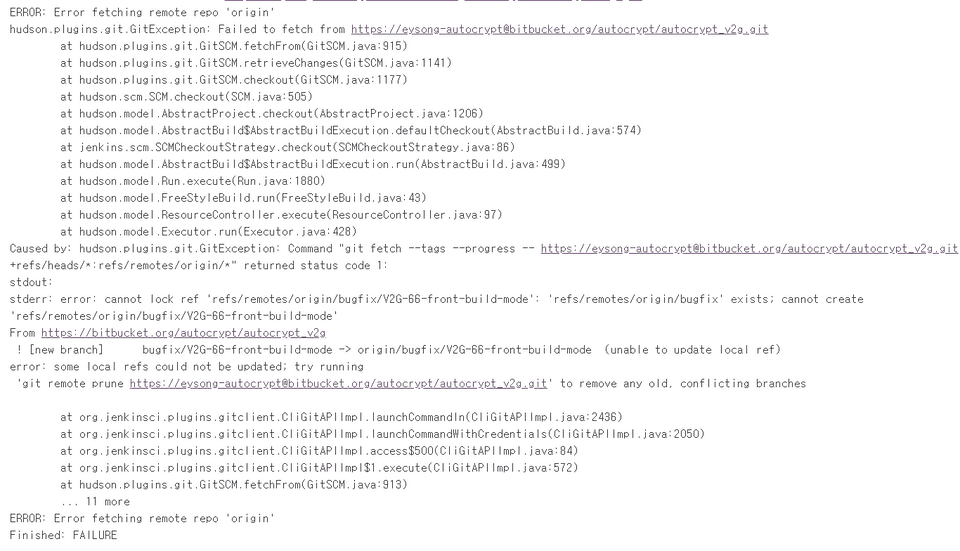 ERROR: Error fetching remote repo 'origin'
hudson.plugins.git.GitException: Failed to fetch from https://eysong-autocrypt@bitbucket.org/autocrypt/autocrypt_v2g.git
at hudson.plugins.git.GitSCM.fetchFrom(GitSCM.java:915)
at hudson.plugins.git.GitSCM.retrieveChanges(GitSCM.java:1141)
at hudson.plugins.git.GitSCM.checkout(GitSCM.java:1177)
at hudson.scm.SCM.checkout(SCM.java:505)
at hudson.model.AbstractProject.checkout(AbstractProject.java:1206)
at hudson.model.AbstractBuild$AbstractBuildExecution.defaultCheckout(AbstractBuild.java:574)
at jenkins.scm.SCMCheckoutStrategy.checkout(SCMCheckoutStrategy.java:86)
at hudson.model.AbstractBuild$AbstractBuildExecution.run(AbstractBuild.java:499)
at hudson.model.Run.execute(Run.java:1880)
at hudson.model.FreeStyleBuild.run(FreeStyleBuild.java:43)
at hudson.model.ResourceController.execute(ResourceController.java:97)
at hudson.model.Executor.run(Executor.java:428)
Caused by: hudson.plugins.git.GitException: Command "git fetch --tags --progress -- https://eysong-autocrypt@bitbucket.org/autocrypt/autocrypt_v2g.git
+refs/heads/*:refs/remotes/origin/*" returned status code 1:
stdout:
stderr: error: cannot lock ref 'refs/remotes/origin/bugfix/V2G-66-front-build-mode': 'refs/remotes/origin/bugfix' exists; cannot create
'refs/remotes/origin/bugfix/V2G-66-front-build-mode'
From https://bitbucket.org/autocrypt/autocrypt_v2g
! [new branch] bugfix/V2G-66-front-build-mode -> origin/bugfix/V2G-66-front-build-mode (unable to update local ref)
error: some local refs could not be updated; try running
'git remote prune https://eysong-autocrypt@bitbucket.org/autocrypt/autocrypt_v2g.git' to remove any old, conflicting branches
at org.jenkinsci.plugins.gitclient.CliGitAPIImpl.launchCommandIn(CliGitAPIImpl.java:2436)
at org.jenkinsci.plugins.gitclient.CliGitAPIImpl.launchCommandWithCredentials(CliGitAPIImpl.java:2050)
at org.jenkinsci.plugins.gitclient.CliGitAPIImpl.access$500(CliGitAPIImpl.java:84)
at org.jenkinsci.plugins.gitclient.CliGitAPIImpl$1.execute(CliGitAPIImpl.java:572)
at hudson.plugins.git.GitSCM.fetchFrom(GitSCM.java:913)
... 11 more
ERROR: Error fetching remote repo 'origin'
Finished: FAILURE